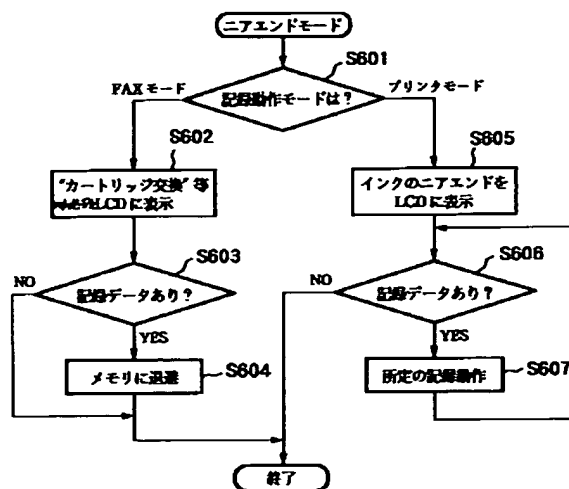 ニアエンドモード
S601
FAXモード
記録動作モードは？
プリンタモード
S602
S605
"カートリッジ交換"等
LCDに表示
インクのニアエンドを
LCDに表示
S603
S606
NO
記録データあり？
NO
記録データあり？
YES
YES
メモリに退避
S604
所定の記録動作
S607
終了